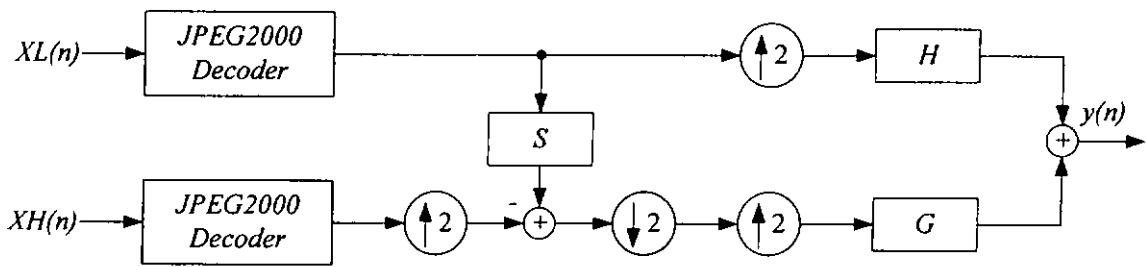 XL(n)
JPEG2000
Decoder
2
H
S
y(n)
+
XH(n)
JPEG2000
Decoder
2
-
+
2
2
G